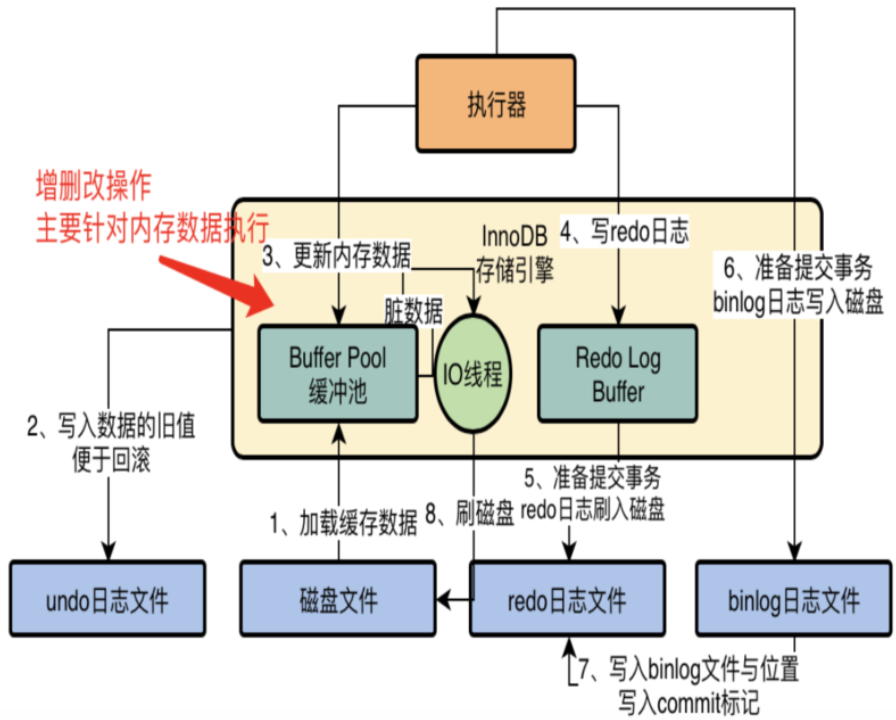 执行器
增删改操作
主要针对内存数据执行
3、更新内存数据
InnoDB
存储引擎
4、写redo日志
6、准备提交事务
binlog日志写入磁盘
脏数据
Buffer Pool
缓冲池
IO线程
Redo Log
Buffer
2、写入数据的旧值
便于回滚
1、加载缓存数据
8、刷磁盘
5、准备提交事务
redo日志刷入磁盘
undo日志文件
磁盘文件
redo日志文件
binlog日志文件
7、写入binlog文件与位置
写入commit标记